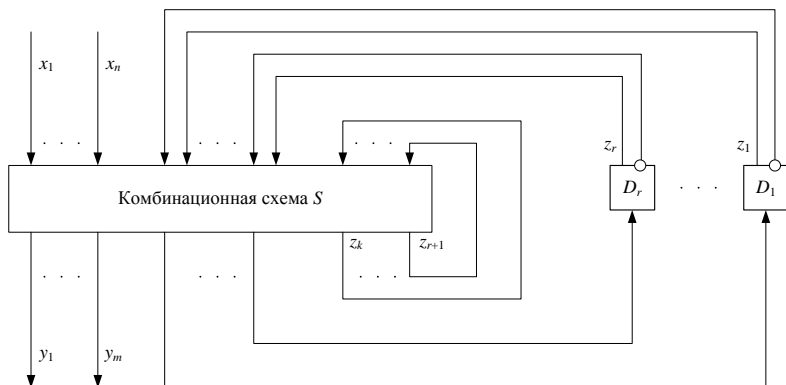 x1 xn
zr z1
. . . . . . . . .
Комбинационная схема S Dr . . . D1
zk zr+1
. . . . . . . . .
y1 ym